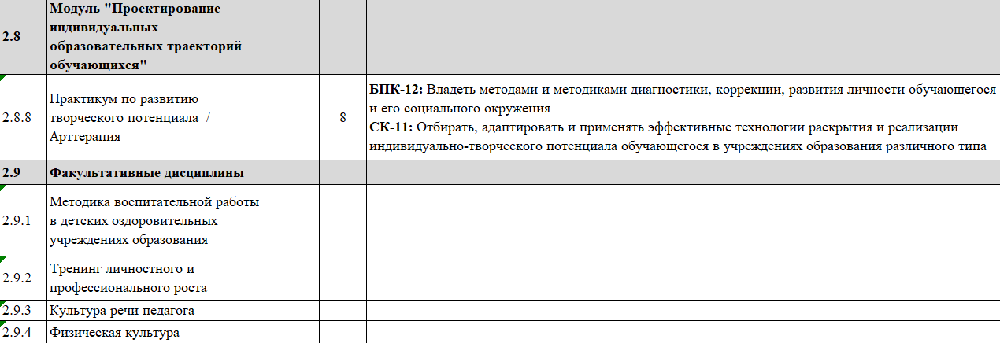 2.8
Модуль "Проектирование
индивидуальных
образовательных траекторий
обучающихся"
2.8.8
Практикум по развитию
творческого потенциала /
Арттерапия
8
БПК-12: Владеть методами и методиками диагностики, коррекции, развития личности обучающегося
и его социального окружения
СК-11: Отбирать, адаптировать и применять эффективные технологии раскрытия и реализации
индивидуально-творческого потенциала обучающегося в учреждениях образования различного типа
2.9
Факультативные дисциплины
2.9.1
Методика воспитательной работы
в детских оздоровительных
учреждениях образования
2.9.2
Тренинг личностного и
профессионального роста
2.9.3
Культура речи педагога
2.9.4
Физическая культура